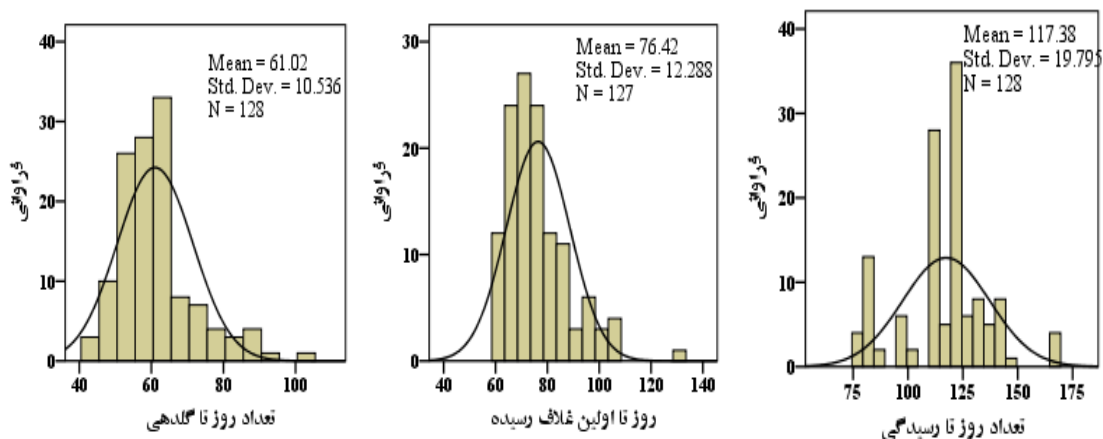 40
30
20
10
0
فراوانی
Mean = 61.02
Std. Dev. = 10.536
N = 128
40 60 80 100
تعداد روز تا گلدهی
30
20
10
0
فراوانی
Mean = 76.42
Std. Dev. = 12.288
N = 127
40 60 80 100 120 140
روز تا اولین غلاف رسیده
40
30
20
10
0
فراوانی
Mean = 117.38
Std. Dev. = 19.795
N = 128
75 100 125 150 175
تعداد روز تا رسیدگی